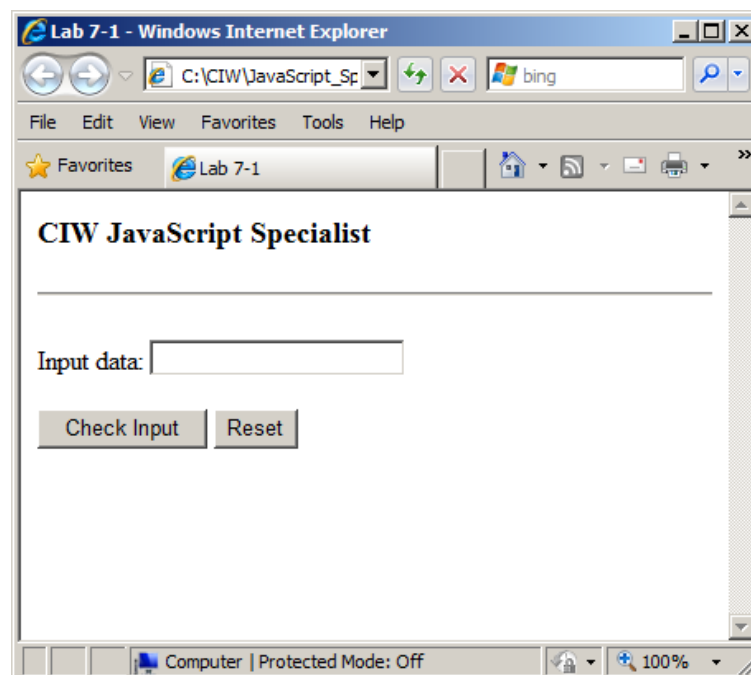 Lab 7-1 - Windows Internet Explorer
C:\CIW\JavaScript_Sp
bing
File Edit View Favorites Tools Help
Favorites Lab 7-1 »
CIW JavaScript Specialist
Input data:
Check Input Reset
Computer | Protected Mode: Off 100%